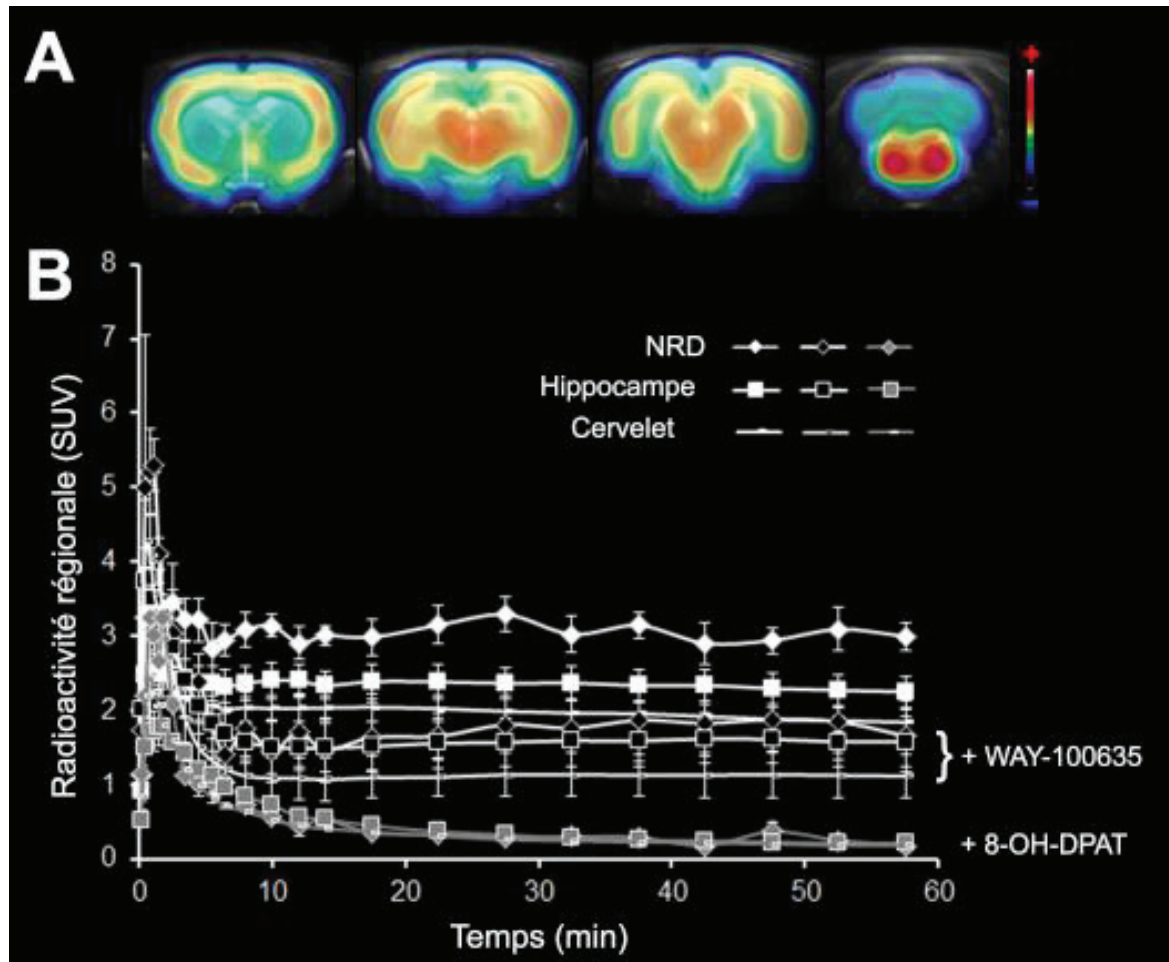 A
+
-
B
Radioactivité régionale (SUV)
8
7
6
5
4
3
2
1
0
NRD
Hippocampe
Cervelet
+ WAY-100635
+ 8-OH-DPAT
0 10 20 30 40 50 60
Temps (min)